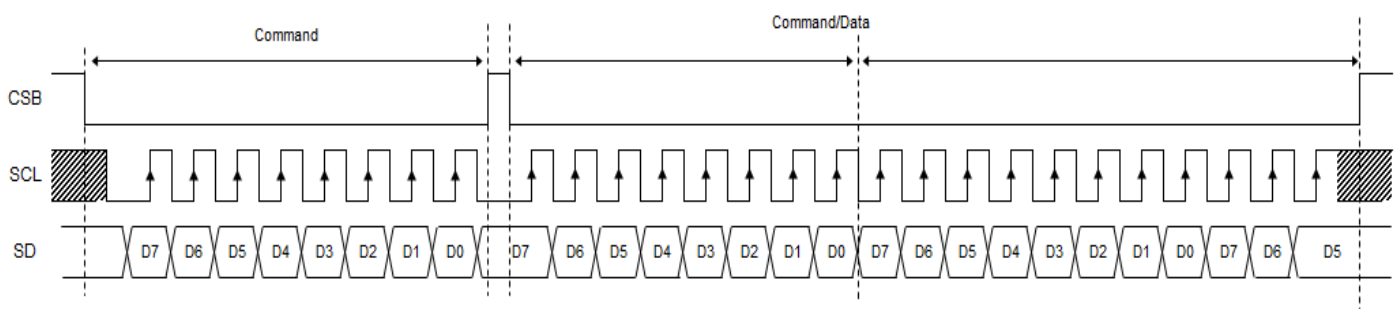 Command
Command/Data
CSB
SCL
SD
D7 D6 D5 D4 D3 D2 D1 D0 D7 D6 D5 D4 D3 D2 D1 D0 D7 D6 D5 D4 D3 D2 D1 D0 D7 D6 D5